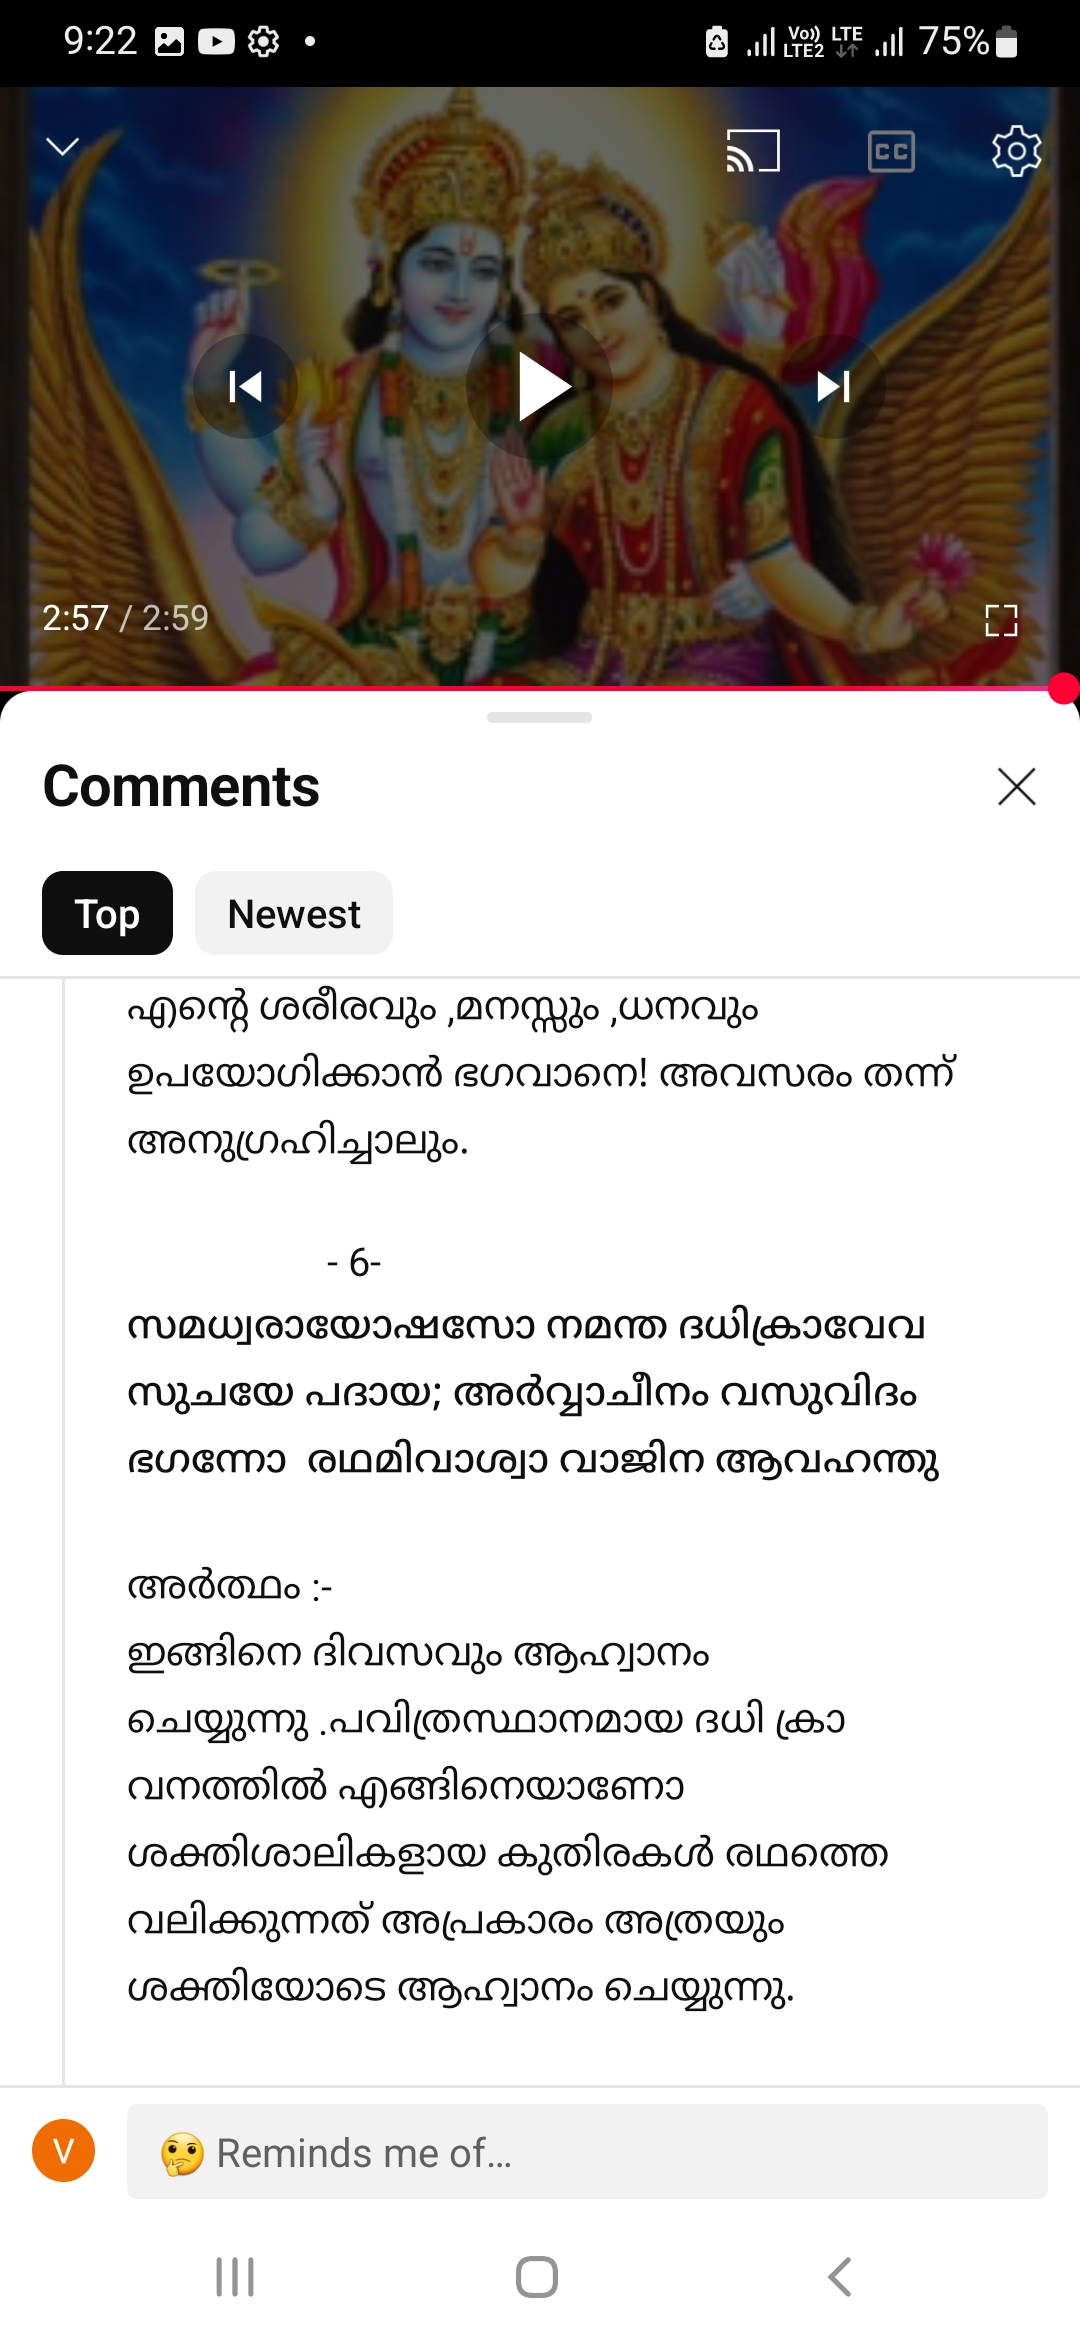 9:22
Vo)) LTE2 LTE 75%
CC
2:57 / 2:59
Comments
Top Newest
എന്റെ ശരീരവും ,മനസ്സും ,ധനവും
ഉപയോഗിക്കാൻ ഭഗവാനെ! അവസരം തന്ന്
അനുഗ്രഹിച്ചാലും.
- 6-
സമധ്വരായോഷസോ നമന്ത ദധിക്രാവേവ
സുചയേ പദായ; അർവ്വാചീനം വസുവിദം
ഭഗന്നോ രഥമിവാശ്വാ വാജിന ആവഹന്തു
അർത്ഥം :-
ഇങ്ങിനെ ദിവസവും ആഹ്വാനം
ചെയ്യുന്നു .പവിത്രസ്ഥാനമായ ദധി ക്രാ
വനത്തിൽ എങ്ങിനെയാണോ
ശക്തിശാലികളായ കുതിരകൾ രഥത്തെ
വലിക്കുന്നത് അപ്രകാരം അത്രയും
ശക്തിയോടെ ആഹ്വാനം ചെയ്യുന്നു.
V
🤔 Reminds me of...